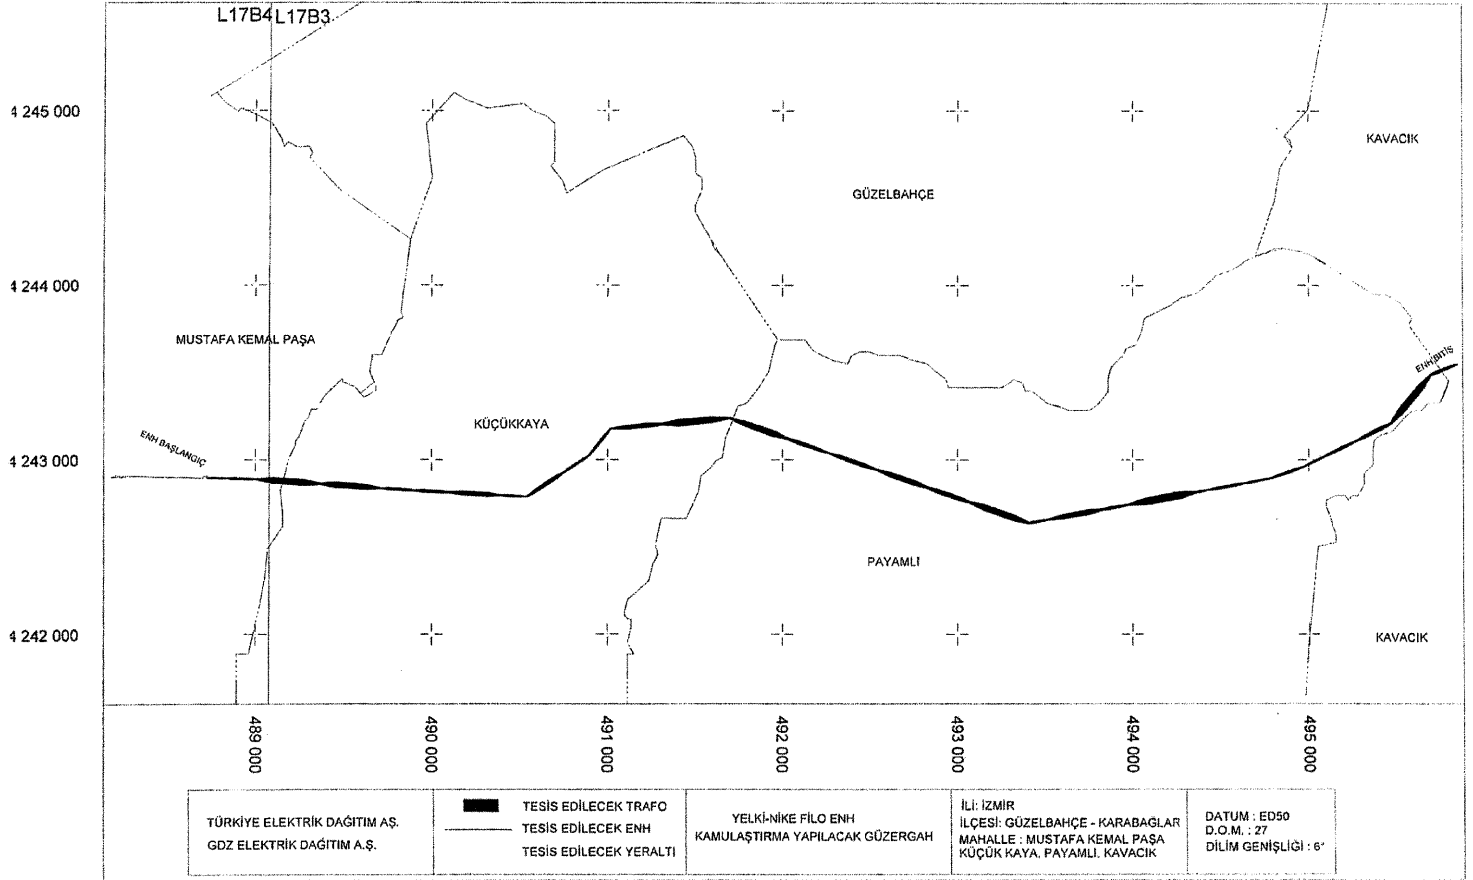 L17B4 L17B3
4 245 000
KAVACIK
GÜZELBAHÇE
4 244 000
MUSTAFA KEMAL PAŞA
ENH BİTİŞ
KÜÇÜKKAYA
ENH BAŞLANGIÇ
4 243 000
PAYAMLI
4 242 000
KAVACIK
489 000
490 000
491 000
492 000
493 000
494 000
495 000
TÜRKİYE ELEKTRİK DAĞITIM AŞ.
GDZ ELEKTRİK DAĞITIM A.Ş.
TESİS EDİLECEK TRAFO
TESİS EDİLECEK ENH
TESİS EDİLECEK YERALTI
YELKİ-NİKE FİLO ENH
KAMULAŞTIRMA YAPILACAK GÜZERGAH
İLİ: İZMİR
İLÇESİ: GÜZELBAHÇE - KARABAGLAR
MAHALLE : MUSTAFA KEMAL PAŞA
KÜÇÜK KAYA, PAYAMLI, KAVACIK
DATUM : ED50
D.O.M. : 27
DİLİM GENİŞLİĞİ : 6°